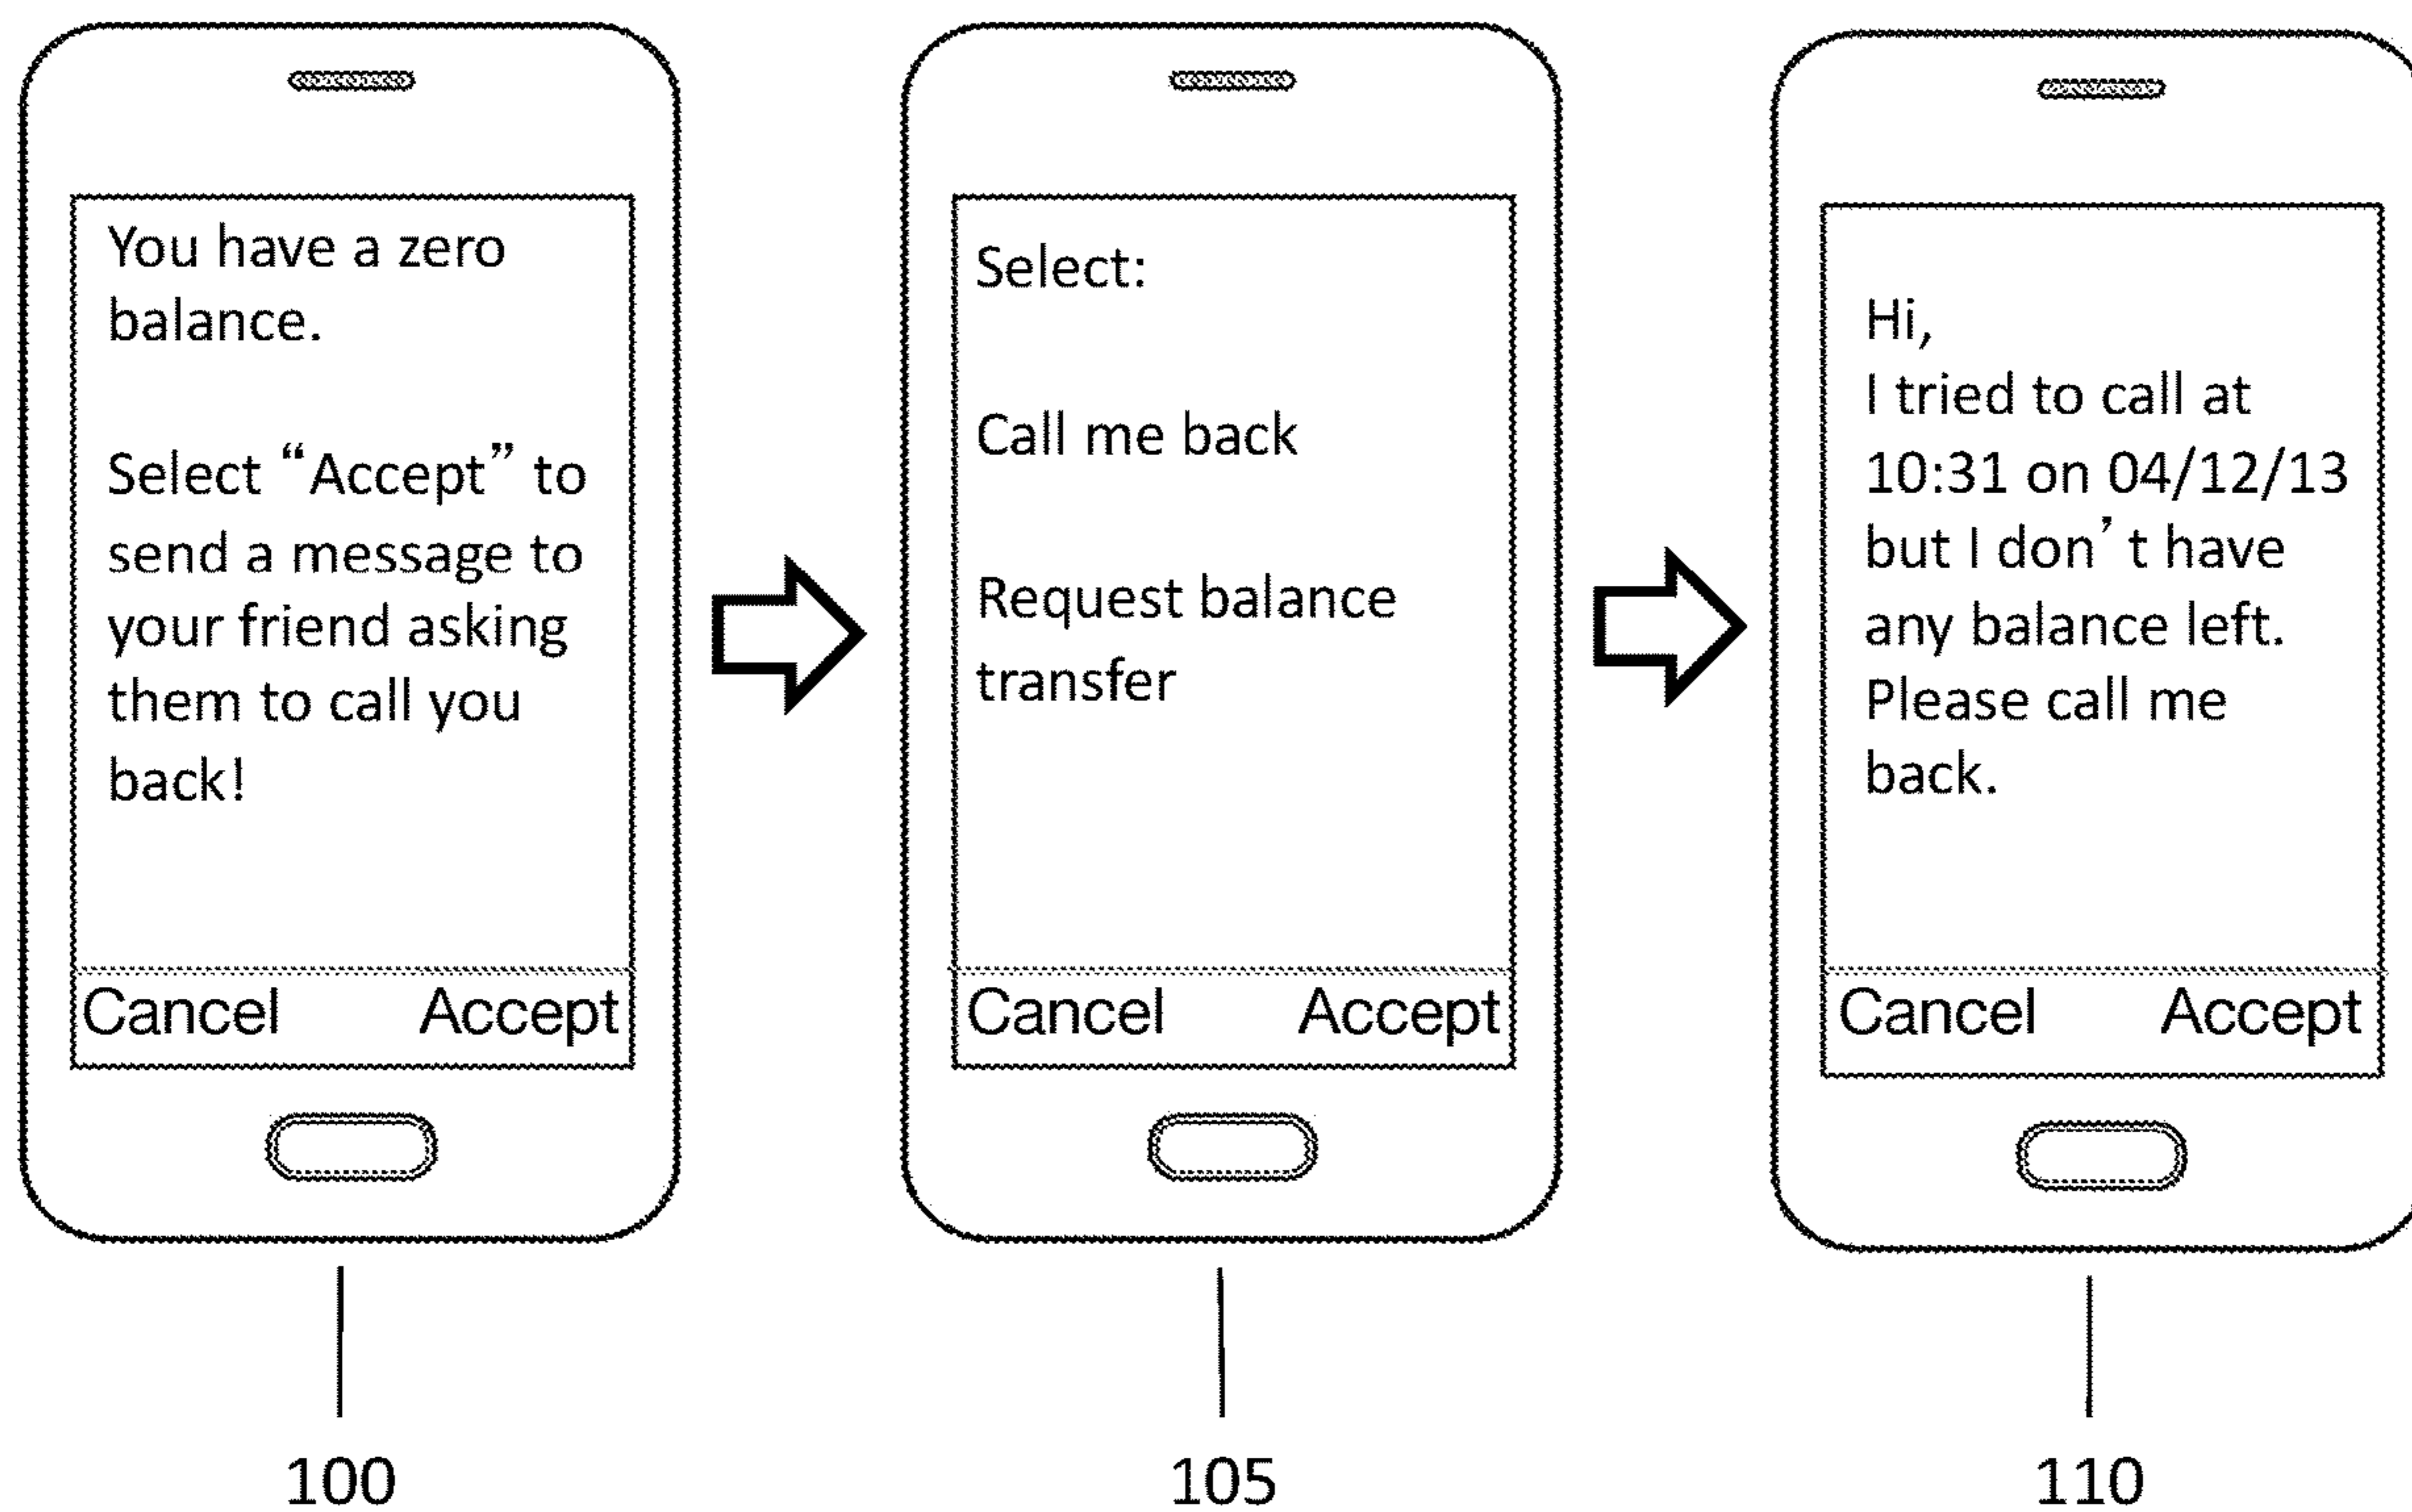 You have a zero
balance.
Select “Accept” to
send a message to
your friend asking
them to call you
back!
Cancel Accept
100
Select:
Call me back
Request balance
transfer
Cancel Accept
105
Hi,
I tried to call at
10:31 on 04/12/13
but I don’t have
any balance left.
Please call me
back.
Cancel Accept
110